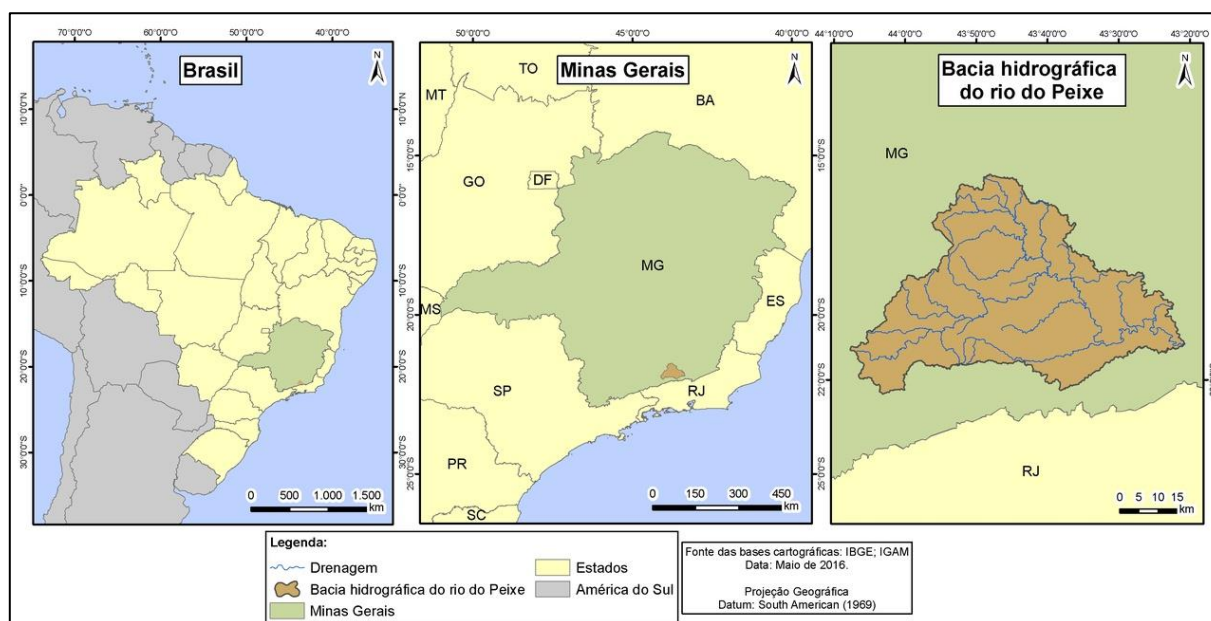 70°0'0"O 60°0'0"O 50°0'0"O 40°0'0"O
Brasil
N
10°0'0"N
0°0'0"
10°0'0"S
20°0'0"S
30°0'0"S
0 500 1.000 1.500
km
50°0'0"O 45°0'0"O 40°0'0"O
Minas Gerais
N
TO
MT
BA
15°0'0"S
GO
DF
MG
MS
ES
20°0'0"S
SP
RJ
PR
25°0'0"S
SC
0 150 300 450
km
44°10'0"O 44°0'0"O 43°50'0"O 43°40'0"O 43°30'0"O 43°20'0"O
Bacia hidrográfica
do rio do Peixe
N
MG
22°0'0"S
RJ
0 5 10 15
km
Legenda:
Drenagem
Bacia hidrográfica do rio do Peixe
Minas Gerais
Estados
América do Sul
Fonte das bases cartográficas: IBGE; IGAM
Data: Maio de 2016.
Projeção Geográfica
Datum: South American (1969)